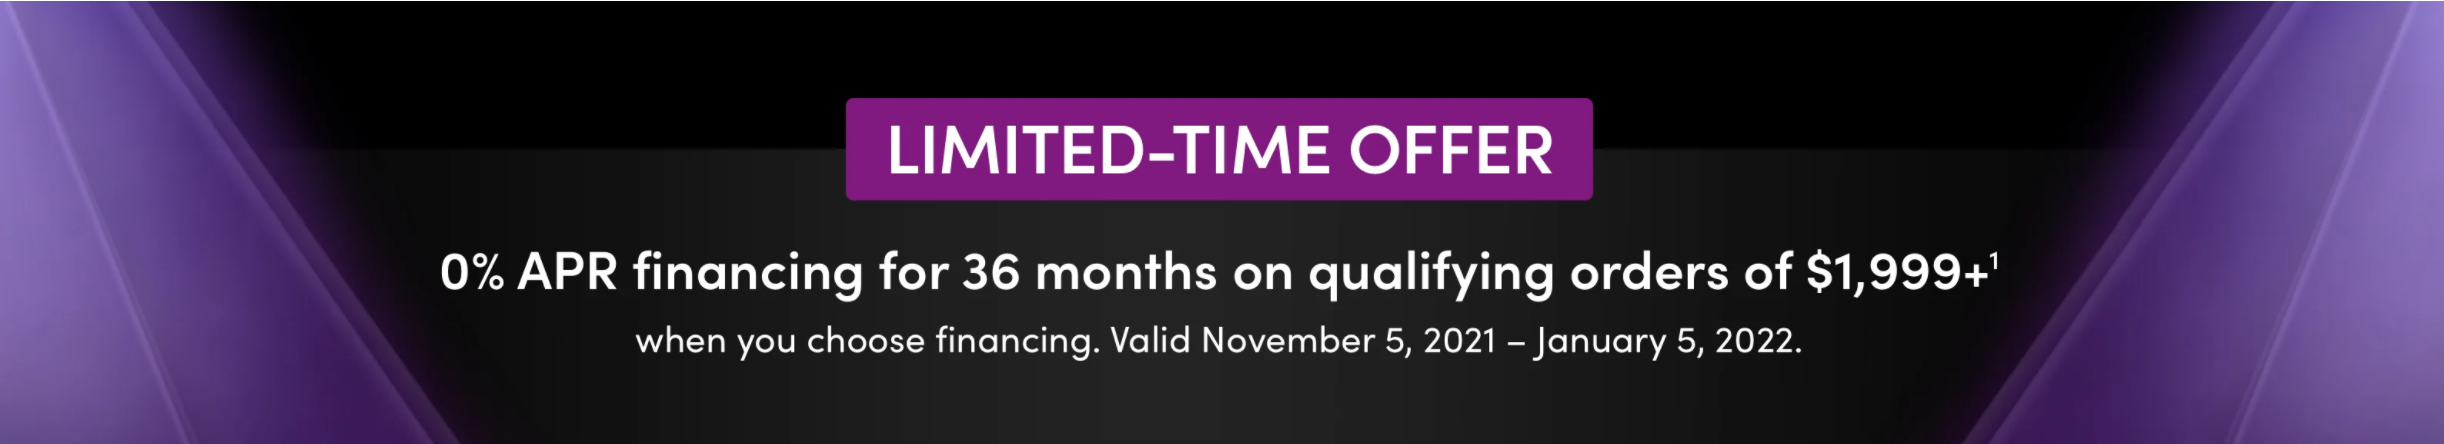 LIMITED-TIME OFFER
0% APR financing for 36 months on qualifying orders of $1,999+¹
when you choose financing. Valid November 5, 2021 – January 5, 2022.